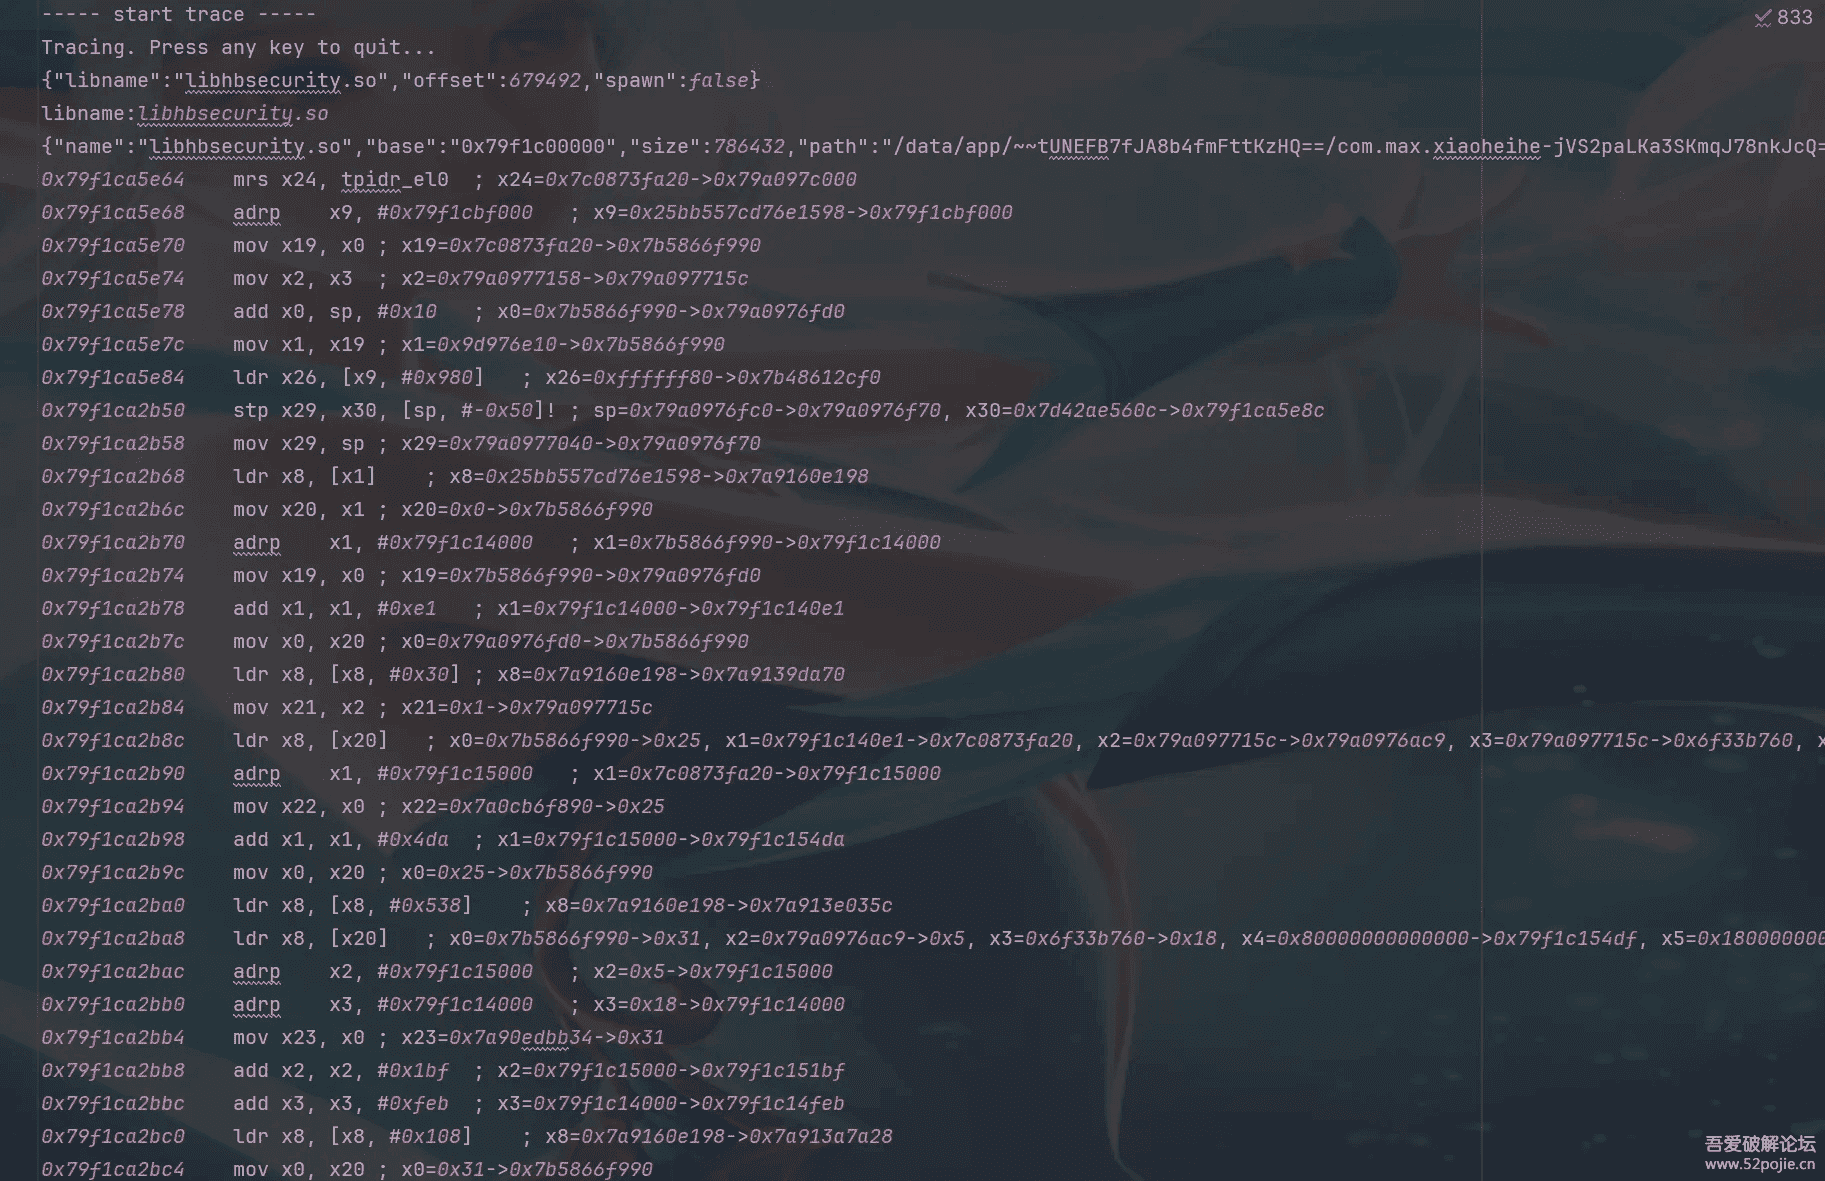 ----- start trace -----
833
Tracing. Press any key to quit...
{"libname":"libhbsecurity.so","offset":679492,"spawn":false}
libname:libhbsecurity.so
{"name":"libhbsecurity.so","base":"0x79f1c00000","size":786432,"path":"/data/app/~~tUNEFB7fJA8b4fmFttKzHQ==/com.max.xiaoheihe-jVS2paLKa3SKmqJ78nkJcQ=
0x79f1ca5e64 mrs x24, tpidr_el0 ; x24=0x7c0873fa20->0x79a097c000
0x79f1ca5e68 adrp x9, #0x79f1cbf000 ; x9=0x25bb557cd76e1598->0x79f1cbf000
0x79f1ca5e70 mov x19, x0 ; x19=0x7c0873fa20->0x7b5866f990
0x79f1ca5e74 mov x2, x3 ; x2=0x79a0977158->0x79a097715c
0x79f1ca5e78 add x0, sp, #0x10 ; x0=0x7b5866f990->0x79a0976fd0
0x79f1ca5e7c mov x1, x19 ; x1=0x9d976e10->0x7b5866f990
0x79f1ca5e84 ldr x26, [x9, #0x980] ; x26=0xffffff80->0x7b48612cf0
0x79f1ca2b50 stp x29, x30, [sp, #-0x50]! ; sp=0x79a0976fc0->0x79a0976f70, x30=0x7d42ae560c->0x79f1ca5e8c
0x79f1ca2b58 mov x29, sp ; x29=0x79a0977040->0x79a0976f70
0x79f1ca2b68 ldr x8, [x1] ; x8=0x25bb557cd76e1598->0x7a9160e198
0x79f1ca2b6c mov x20, x1 ; x20=0x0->0x7b5866f990
0x79f1ca2b70 adrp x1, #0x79f1c14000 ; x1=0x7b5866f990->0x79f1c14000
0x79f1ca2b74 mov x19, x0 ; x19=0x7b5866f990->0x79a0976fd0
0x79f1ca2b78 add x1, x1, #0xe1 ; x1=0x79f1c14000->0x79f1c140e1
0x79f1ca2b7c mov x0, x20 ; x0=0x79a0976fd0->0x7b5866f990
0x79f1ca2b80 ldr x8, [x8, #0x30] ; x8=0x7a9160e198->0x7a9139da70
0x79f1ca2b84 mov x21, x2 ; x21=0x1->0x79a097715c
0x79f1ca2b8c ldr x8, [x20] ; x0=0x7b5866f990->0x25, x1=0x79f1c140e1->0x7c0873fa20, x2=0x79a097715c->0x79a0976ac9, x3=0x79a097715c->0x6f33b760, x
0x79f1ca2b90 adrp x1, #0x79f1c15000 ; x1=0x7c0873fa20->0x79f1c15000
0x79f1ca2b94 mov x22, x0 ; x22=0x7a0cb6f890->0x25
0x79f1ca2b98 add x1, x1, #0x4da ; x1=0x79f1c15000->0x79f1c154da
0x79f1ca2b9c mov x0, x20 ; x0=0x25->0x7b5866f990
0x79f1ca2ba0 ldr x8, [x8, #0x538] ; x8=0x7a9160e198->0x7a913e035c
0x79f1ca2ba8 ldr x8, [x20] ; x0=0x7b5866f990->0x31, x2=0x79a0976ac9->0x5, x3=0x6f33b760->0x18, x4=0x80000000000000->0x79f1c154df, x5=0x180000000
0x79f1ca2bac adrp x2, #0x79f1c15000 ; x2=0x5->0x79f1c15000
0x79f1ca2bb0 adrp x3, #0x79f1c14000 ; x3=0x18->0x79f1c14000
0x79f1ca2bb4 mov x23, x0 ; x23=0x7a90edbb34->0x31
0x79f1ca2bb8 add x2, x2, #0x1bf ; x2=0x79f1c15000->0x79f1c151bf
0x79f1ca2bbc add x3, x3, #0xfeb ; x3=0x79f1c14000->0x79f1c14feb
0x79f1ca2bc0 ldr x8, [x8, #0x108] ; x8=0x7a9160e198->0x7a913a7a28
0x79f1ca2bc4 mov x0, x20 ; x0=0x31->0x7b5866f990
吾爱破解论坛
www.52pojie.cn